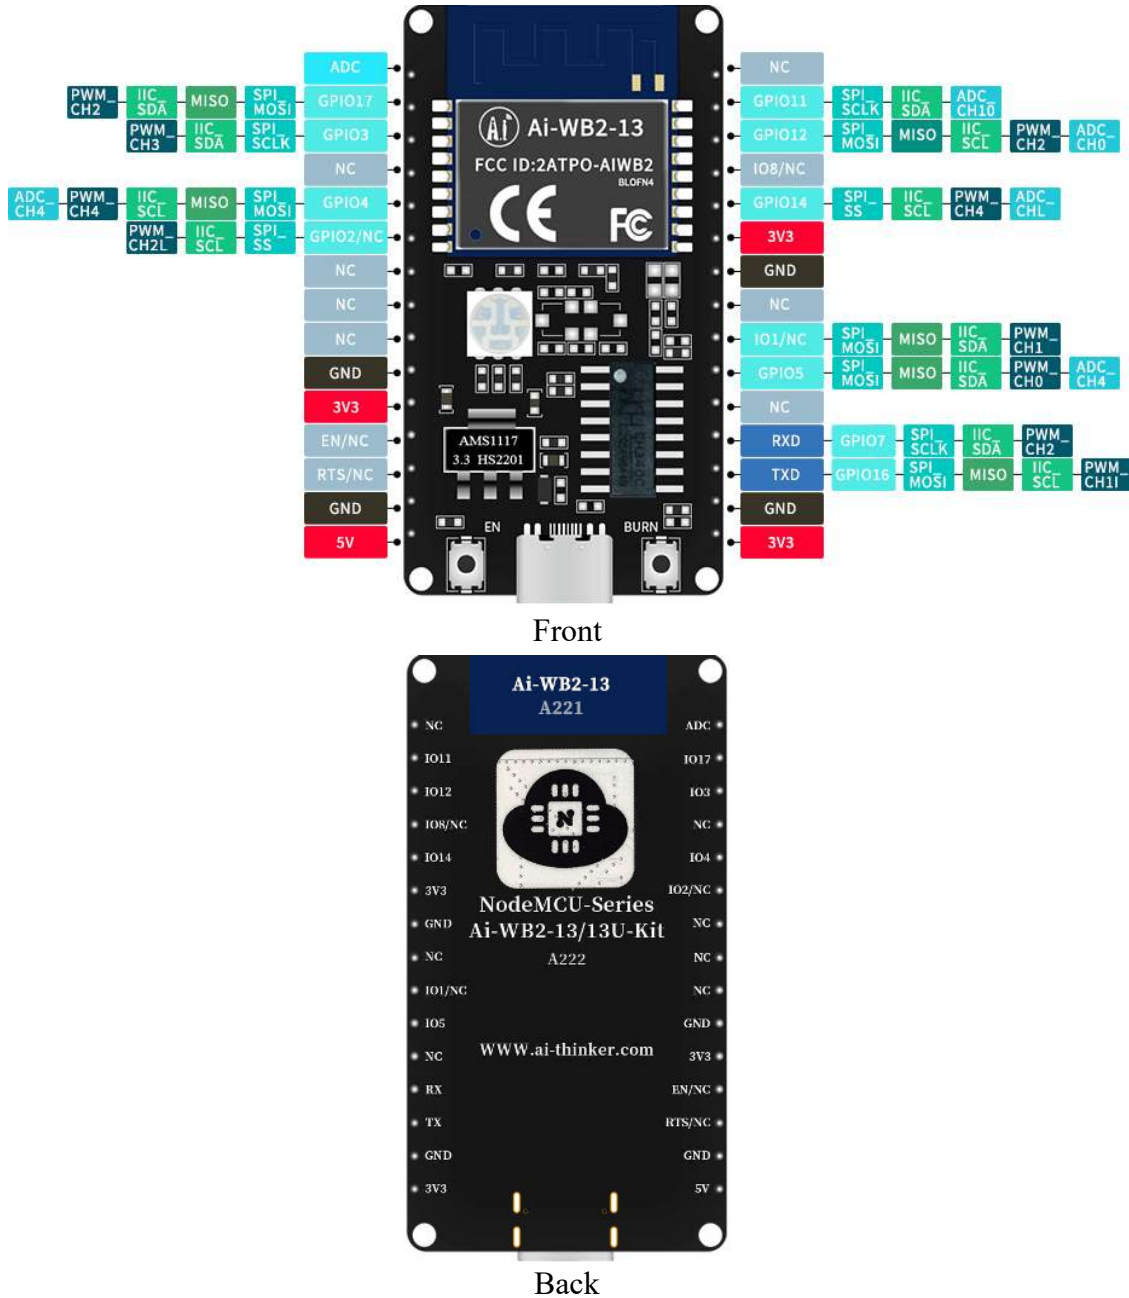 ADC
PWM_CH2 IIC_SDA MISO SPI_MOSI GPIO17
PWM_CH3 IIC_SDA SPI_SCLK GPIO3
NC
ADC_CH4 PWM_CH4 IIC_SCL MISO SPI_MOSI GPIO4
PWM_CH2L IIC_SCL SPI_SS GPIO2/NC
NC
NC
NC
GND
3V3
EN/NC
RTS/NC
GND
5V
Ai Ai-WB2-13
FCC ID:2ATPO-AIWB2
BLOFN4
CE FC
AMS1117
3.3 HS2201
EN
BURN
NC
GPIO11 SPI_SCLK IIC_SDA ADC_CH10
GPIO12 SPI_MOSI MISO IIC_SCL PWM_CH2 ADC_CH0
IO8/NC
GPIO14 SPI_SS IIC_SCL PWM_CH4 ADC_CHL
3V3
GND
NC
IO1/NC SPI_MOSI MISO IIC_SDA PWM_CH1
GPIO5 SPI_MOSI MISO IIC_SDA PWM_CH0 ADC_CH4
NC
RXD GPIO7 SPI_SCLK IIC_SDA PWM_CH2
TXD GPIO16 SPI_MOSI MISO IIC_SCL PWM_CH1I
GND
3V3
Front
Ai-WB2-13
A221
NC
IO11
IO12
IO8/NC
IO14
3V3
GND
NC
IO1/NC
IO5
NC
RX
TX
GND
3V3
N
NodeMCU-Series
Ai-WB2-13/13U-Kit
A222
WWW.ai-thinker.com
ADC
IO17
IO3
NC
IO4
IO2/NC
NC
NC
NC
GND
3V3
EN/NC
RTS/NC
GND
5V
Back